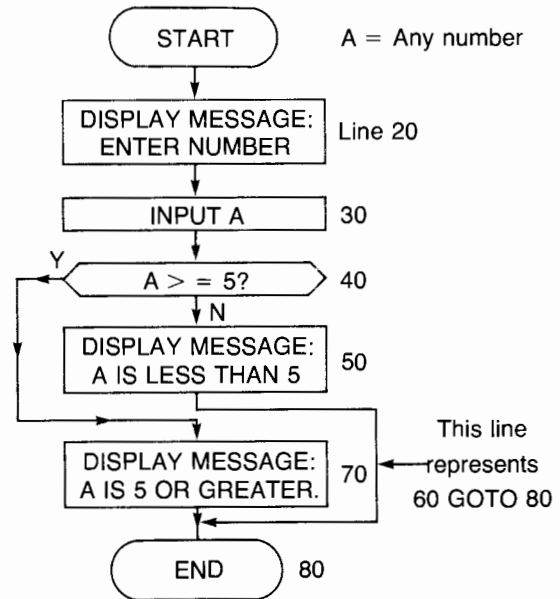 START
A = Any number
DISPLAY MESSAGE:
ENTER NUMBER
Line 20
INPUT A
30
Y
A > = 5?
40
N
DISPLAY MESSAGE:
A IS LESS THAN 5
50
This line
represents
60 GOTO 80
DISPLAY MESSAGE:
A IS 5 OR GREATER.
70
END
80